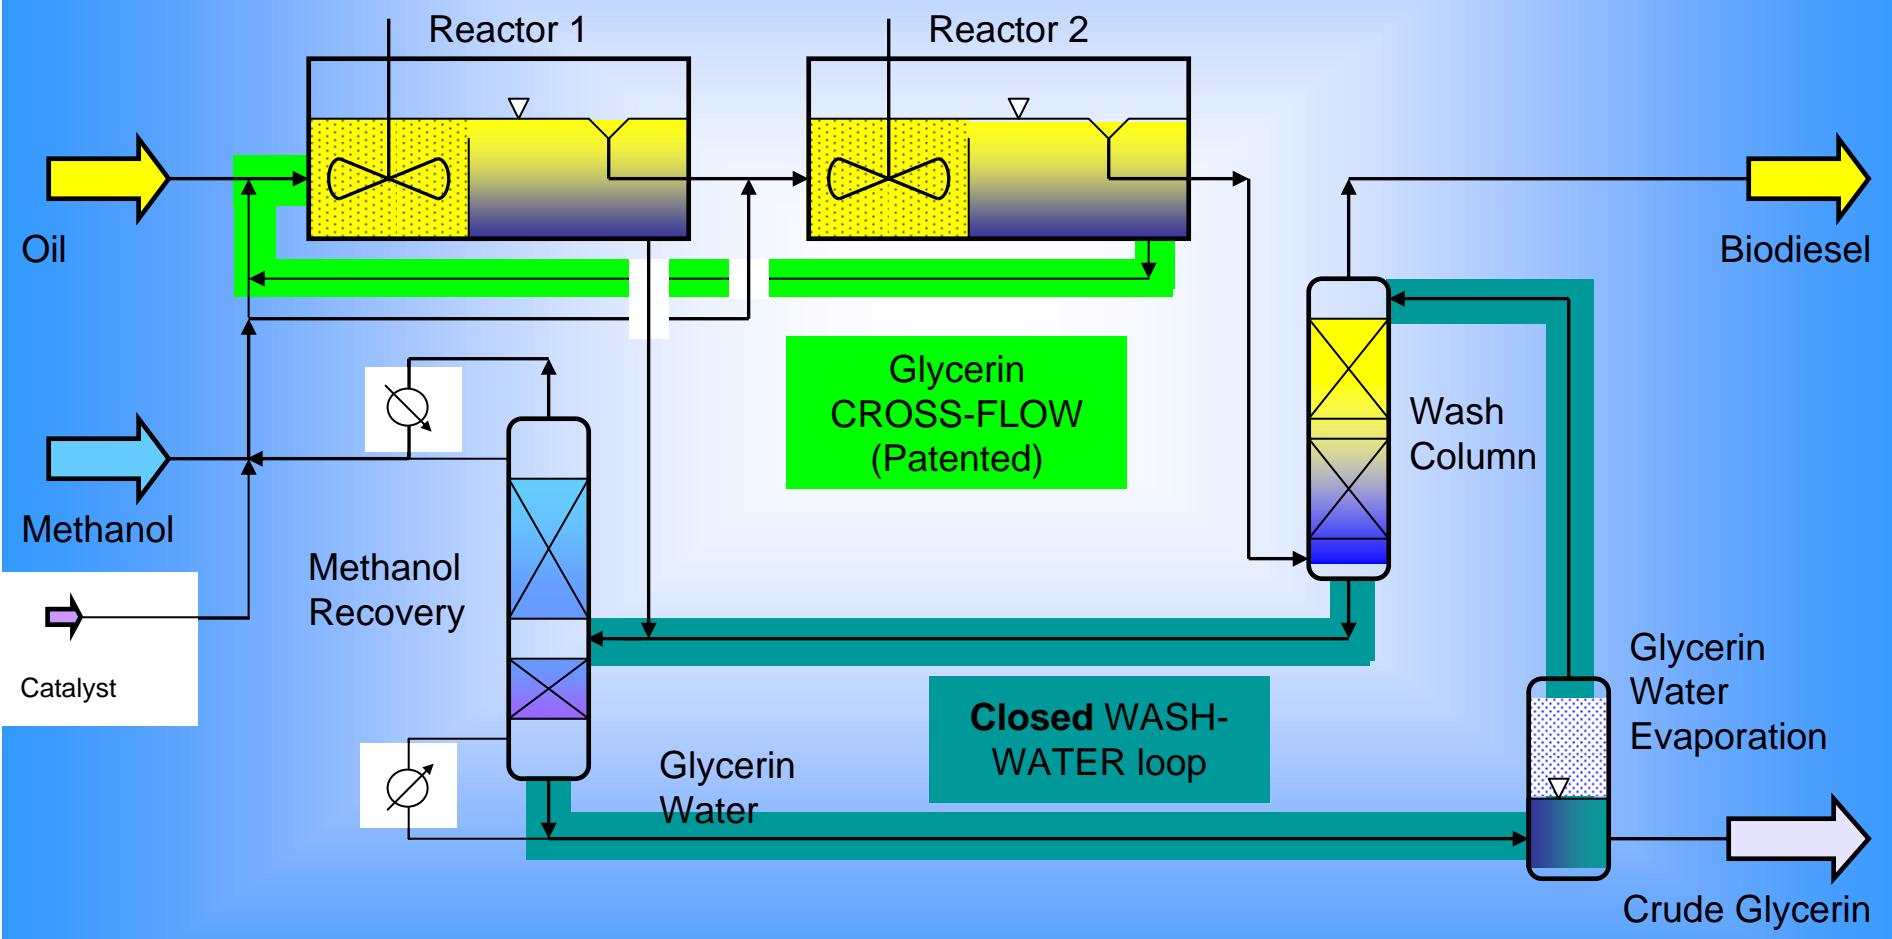 Reactor 1
Reactor 2
Oil
Biodiesel
Glycerin
CROSS-FLOW
(Patented)
Wash
Column
Methanol
Methanol
Recovery
Catalyst
Closed WASH-
WATER loop
Glycerin
Water
Evaporation
Glycerin
Water
Crude Glycerin